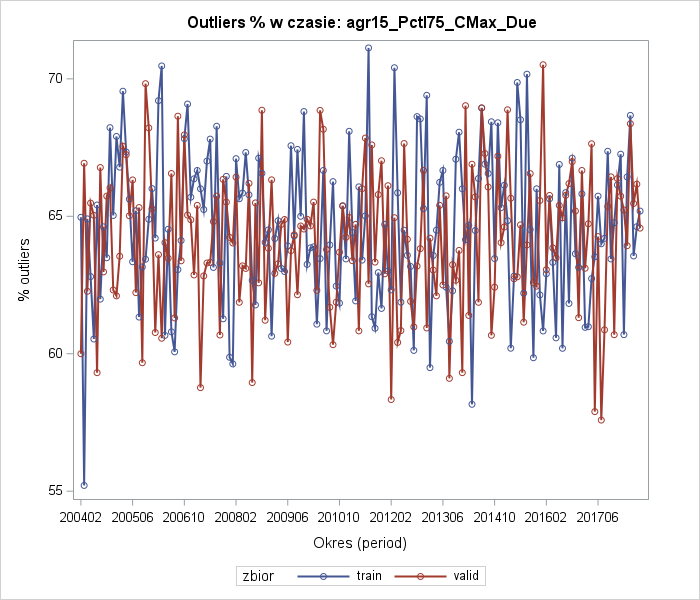 Outliers % w czasie: agr15_Pctl75_CMax_Due
% outliers
70
65
60
55
200402 200506 200610 200802 200906 201010 201202 201306 201410 201602 201706
Okres (period)
zbior train valid